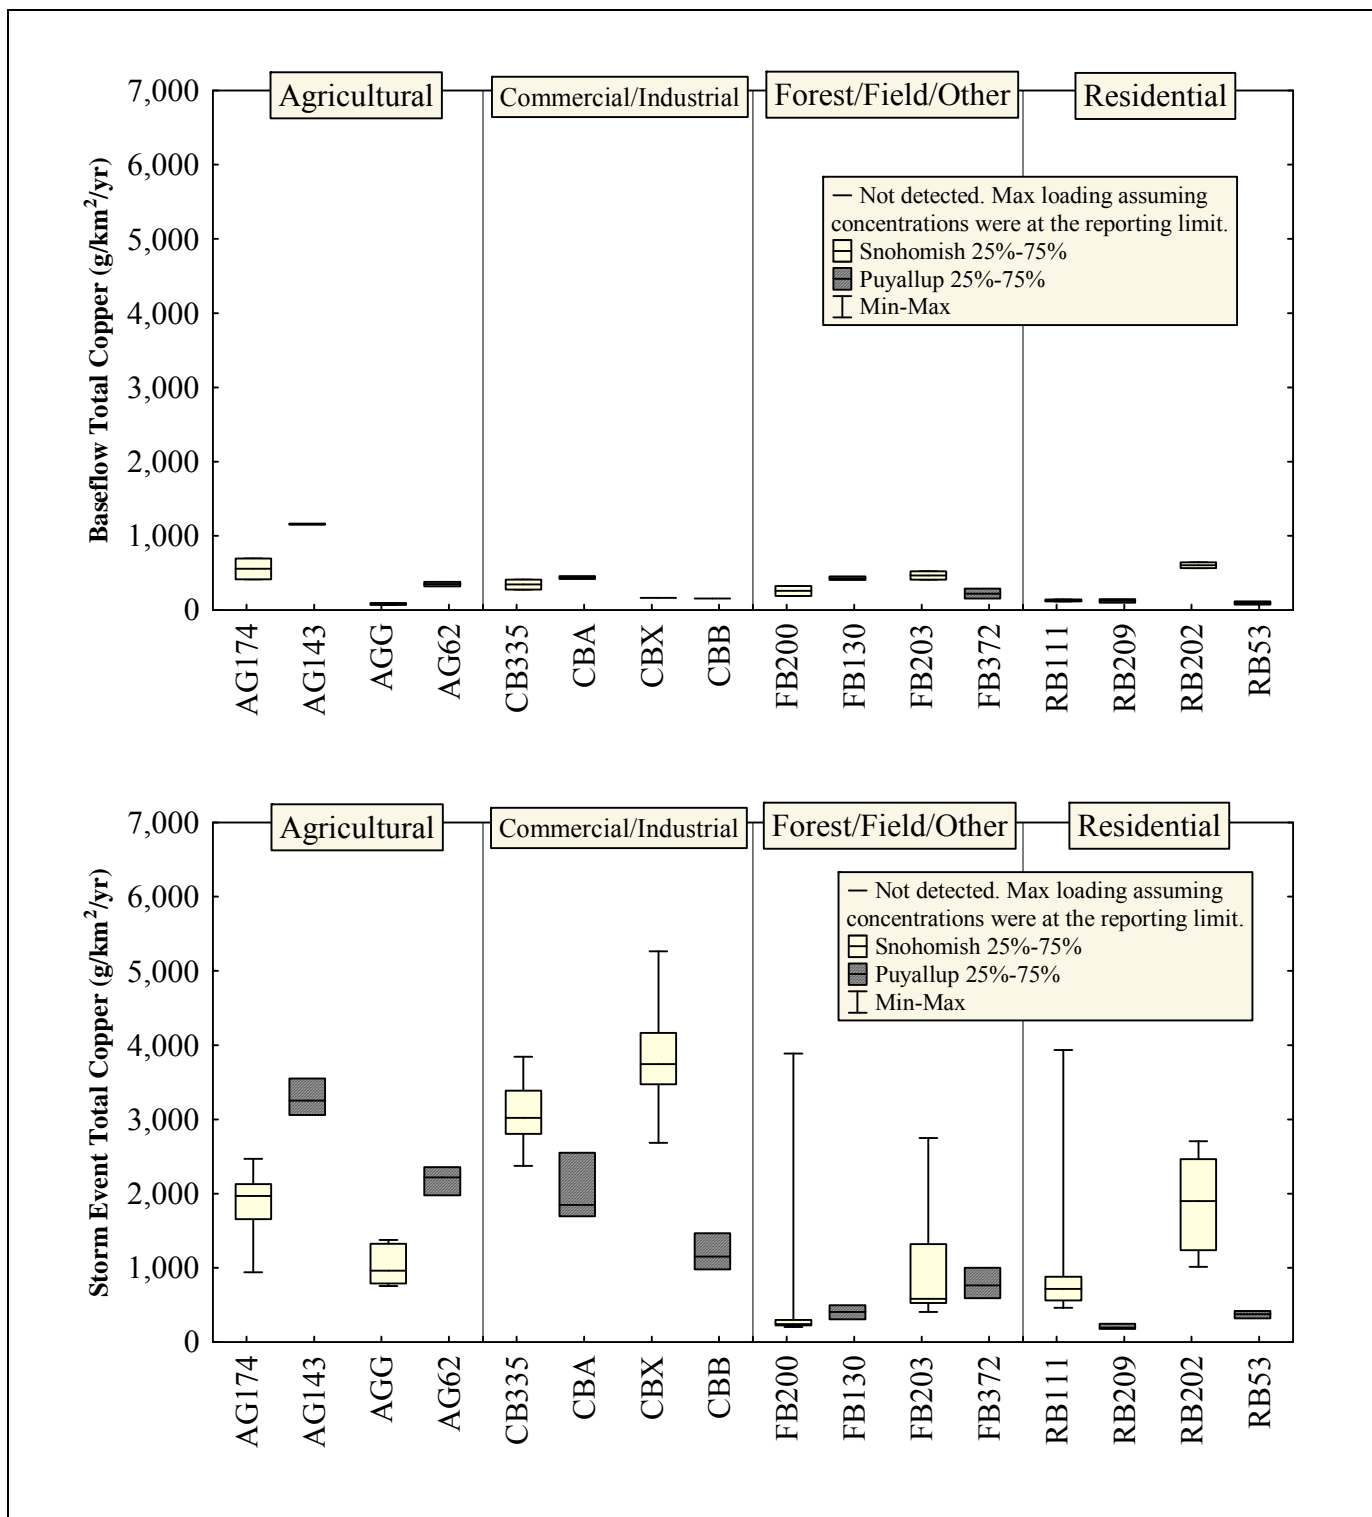 Agricultural
Commercial/Industrial
Forest/Field/Other
Residential
Baseflow Total Copper (g/km²/yr)
7,000
6,000
5,000
4,000
3,000
2,000
1,000
0
— Not detected. Max loading assuming
concentrations were at the reporting limit.
Snohomish 25%-75%
Puyallup 25%-75%
Min-Max
AG174
AG143
AGG
AG62
CB335
CBA
CBX
CBB
FB200
FB130
FB203
FB372
RB111
RB209
RB202
RB53
Agricultural
Commercial/Industrial
Forest/Field/Other
Residential
Storm Event Total Copper (g/km²/yr)
7,000
6,000
5,000
4,000
3,000
2,000
1,000
0
— Not detected. Max loading assuming
concentrations were at the reporting limit.
Snohomish 25%-75%
Puyallup 25%-75%
Min-Max
AG174
AG143
AGG
AG62
CB335
CBA
CBX
CBB
FB200
FB130
FB203
FB372
RB111
RB209
RB202
RB53